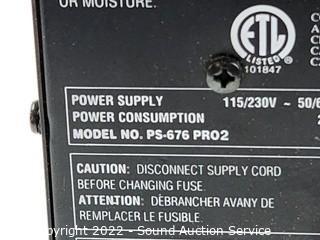 OR MOISTURE.
ETL
LISTED
101847
POWER SUPPLY 115/230V ~ 50/6
POWER CONSUMPTION 2
MODEL NO. PS-676 PRO2
CAUTION: DISCONNECT SUPPLY CORD
BEFORE CHANGING FUSE.
ATTENTION: DÉBRANCHER AVANY DE
REMPLACER LE FUSIBLE.
Copyright 2022 - Sound Auction Service